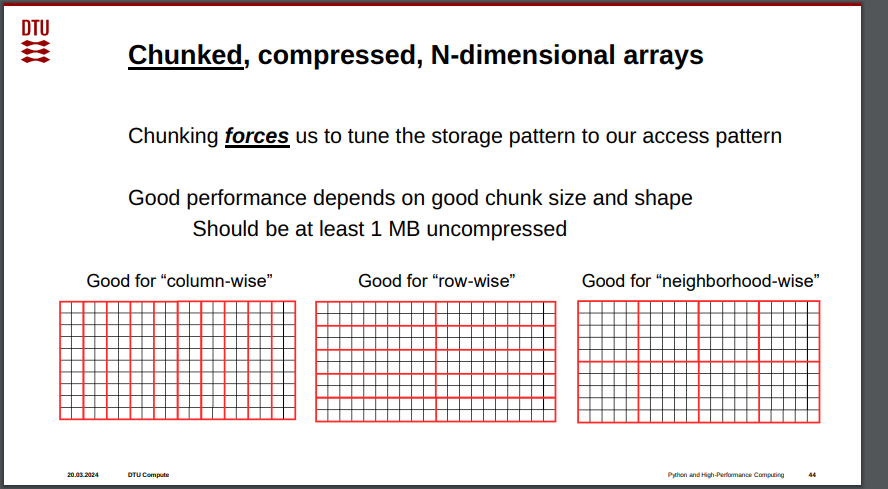 DTU
Chunked, compressed, N-dimensional arrays
Chunking forces us to tune the storage pattern to our access pattern
Good performance depends on good chunk size and shape
Should be at least 1 MB uncompressed
Good for “column-wise”
Good for “row-wise”
Good for “neighborhood-wise”
20.03.2024 DTU Compute Python and High-Performance Computing 44